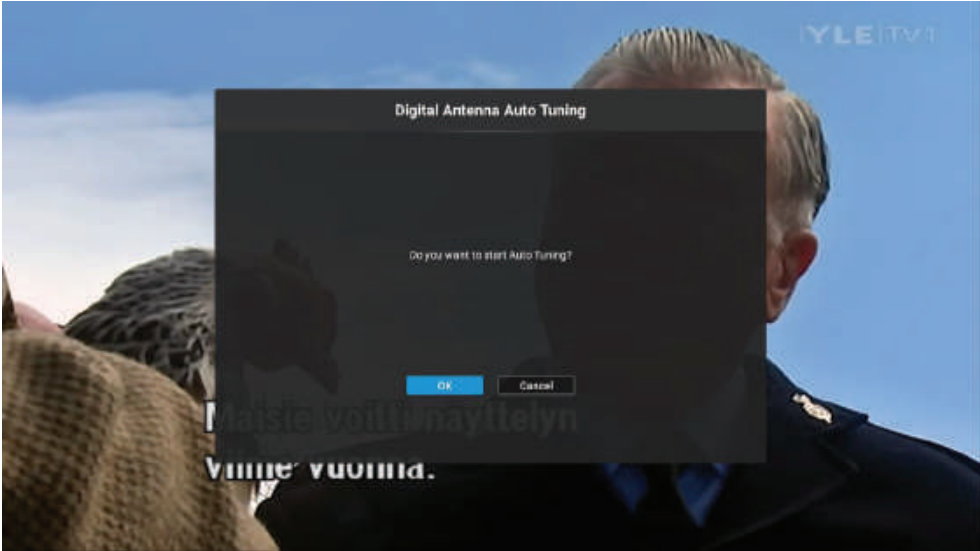 YLE TV1
Digital Antenna Auto Tuning
Do you want to start Auto Tuning?
OK
Cancel
Maisie voitti näyttelyn
viime vuonna.